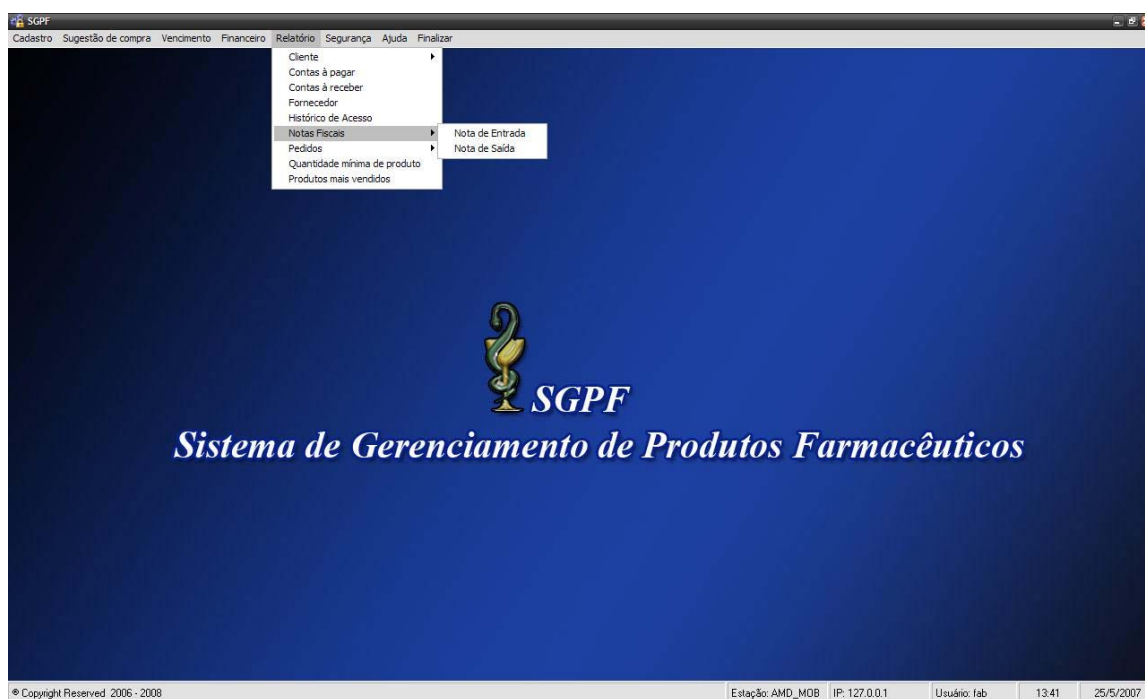 SGPF
Cadastro Sugestão de compra Vencimento Financeiro Relatório Segurança Ajuda Finalizar
Cliente
Contas à pagar
Contas à receber
Fornecedor
Histórico de Acesso
Notas Fiscais
Nota de Entrada
Pedidos
Nota de Saída
Quantidade mínima de produto
Produtos mais vendidos
SGPF
Sistema de Gerenciamento de Produtos Farmacêuticos
© Copyright Reserved 2006 - 2008 Estação: AMD_MOB IP: 127.0.0.1 Usuário: fab 13:41 25/5/2007